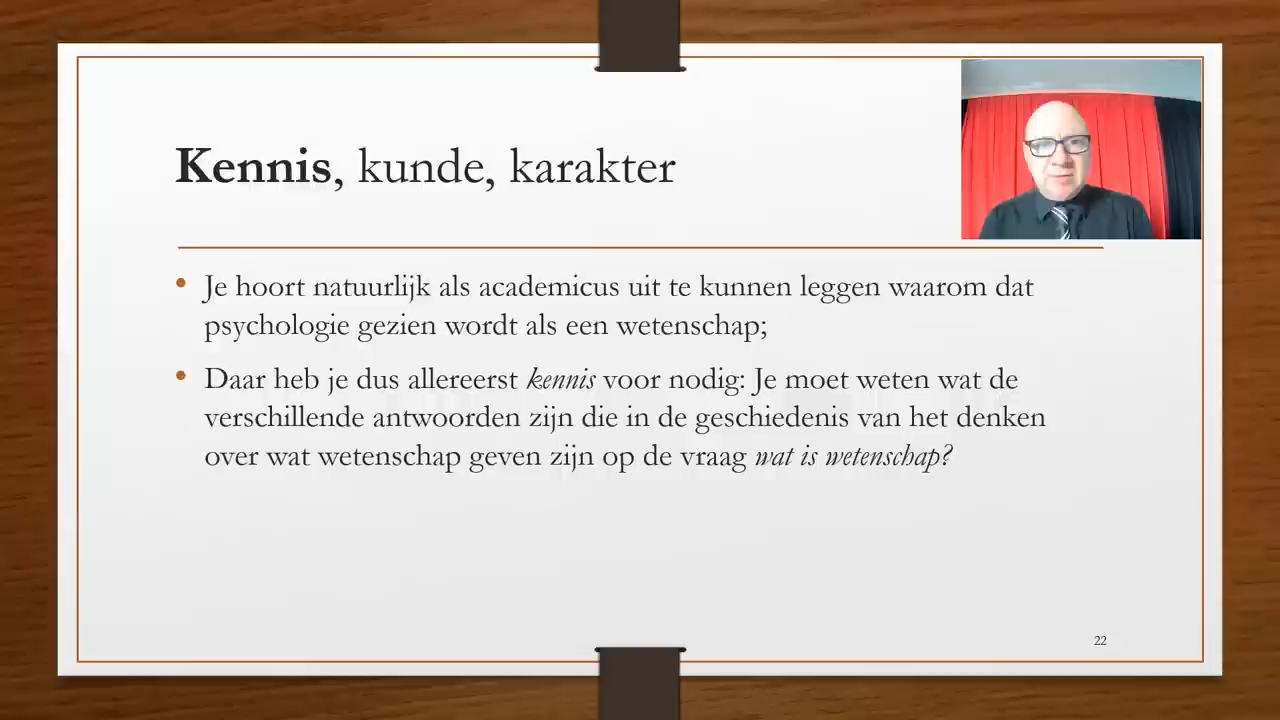 Kennis, kunde, karakter
• Je hoort natuurlijk als academicus uit te kunnen leggen waarom dat
psychologie gezien wordt als een wetenschap;
• Daar heb je dus allereerst kennis voor nodig: Je moet weten wat de
verschillende antwoorden zijn die in de geschiedenis van het denken
over wat wetenschap geven zijn op de vraag wat is wetenschap?
22